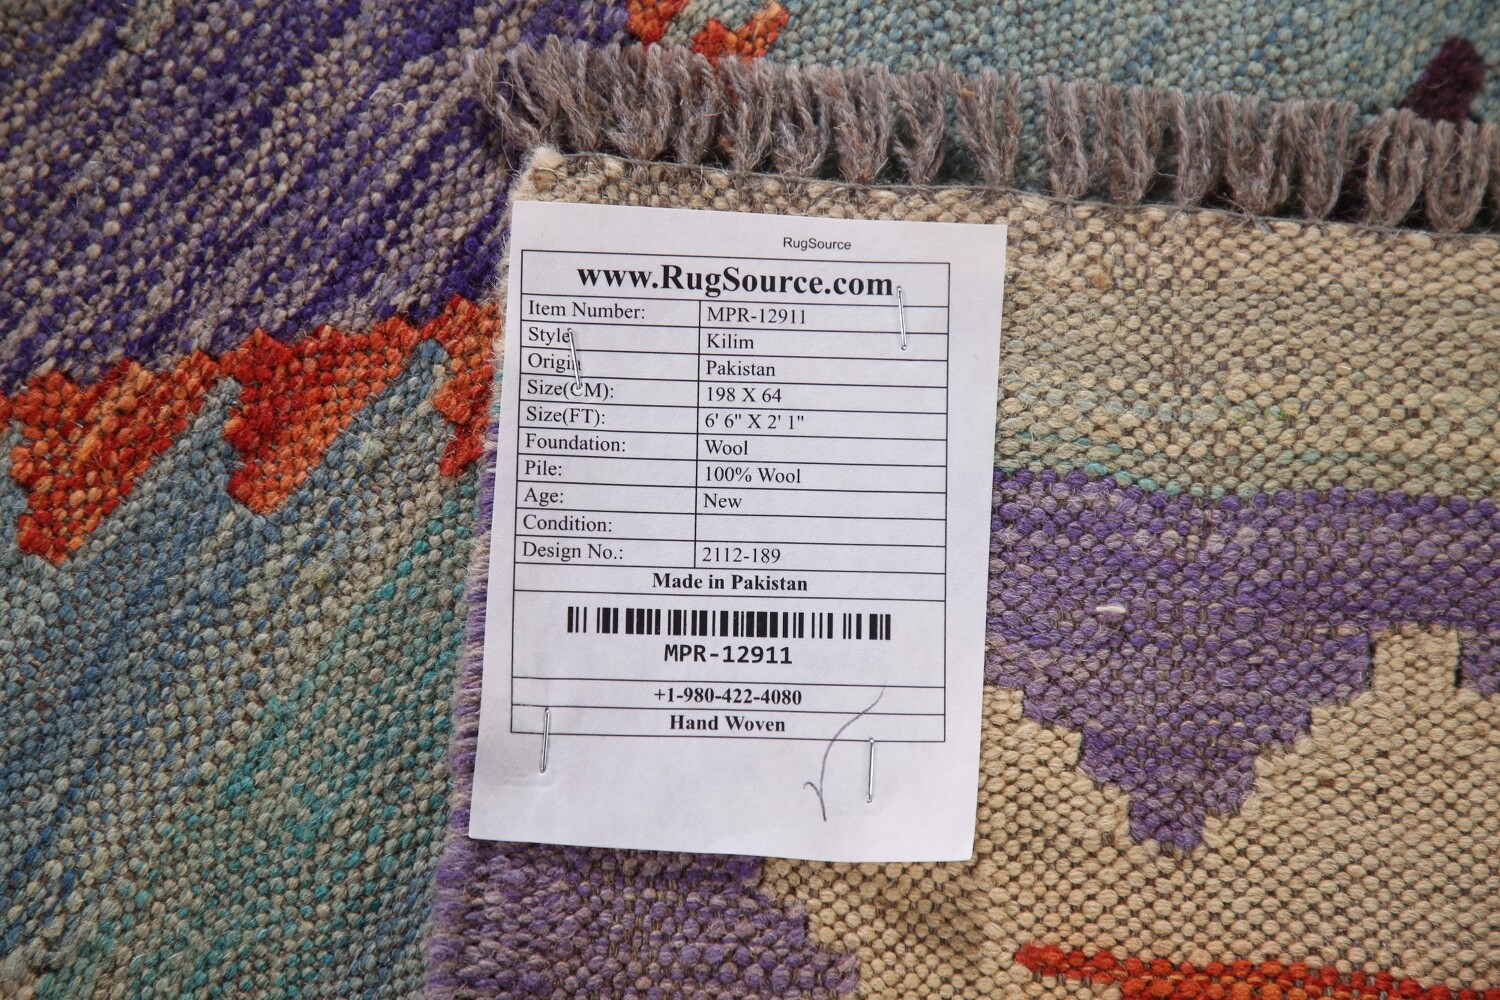 RugSource
www.RugSource.com
Item Number: MPR-12911
Style Kilim
Origin Pakistan
Size(CM): 198 X 64
Size(FT): 6' 6" X 2' 1"
Foundation: Wool
Pile: 100% Wool
Age: New
Condition:
Design No.: 2112-189
Made in Pakistan
MPR-12911
+1-980-422-4080
Hand Woven